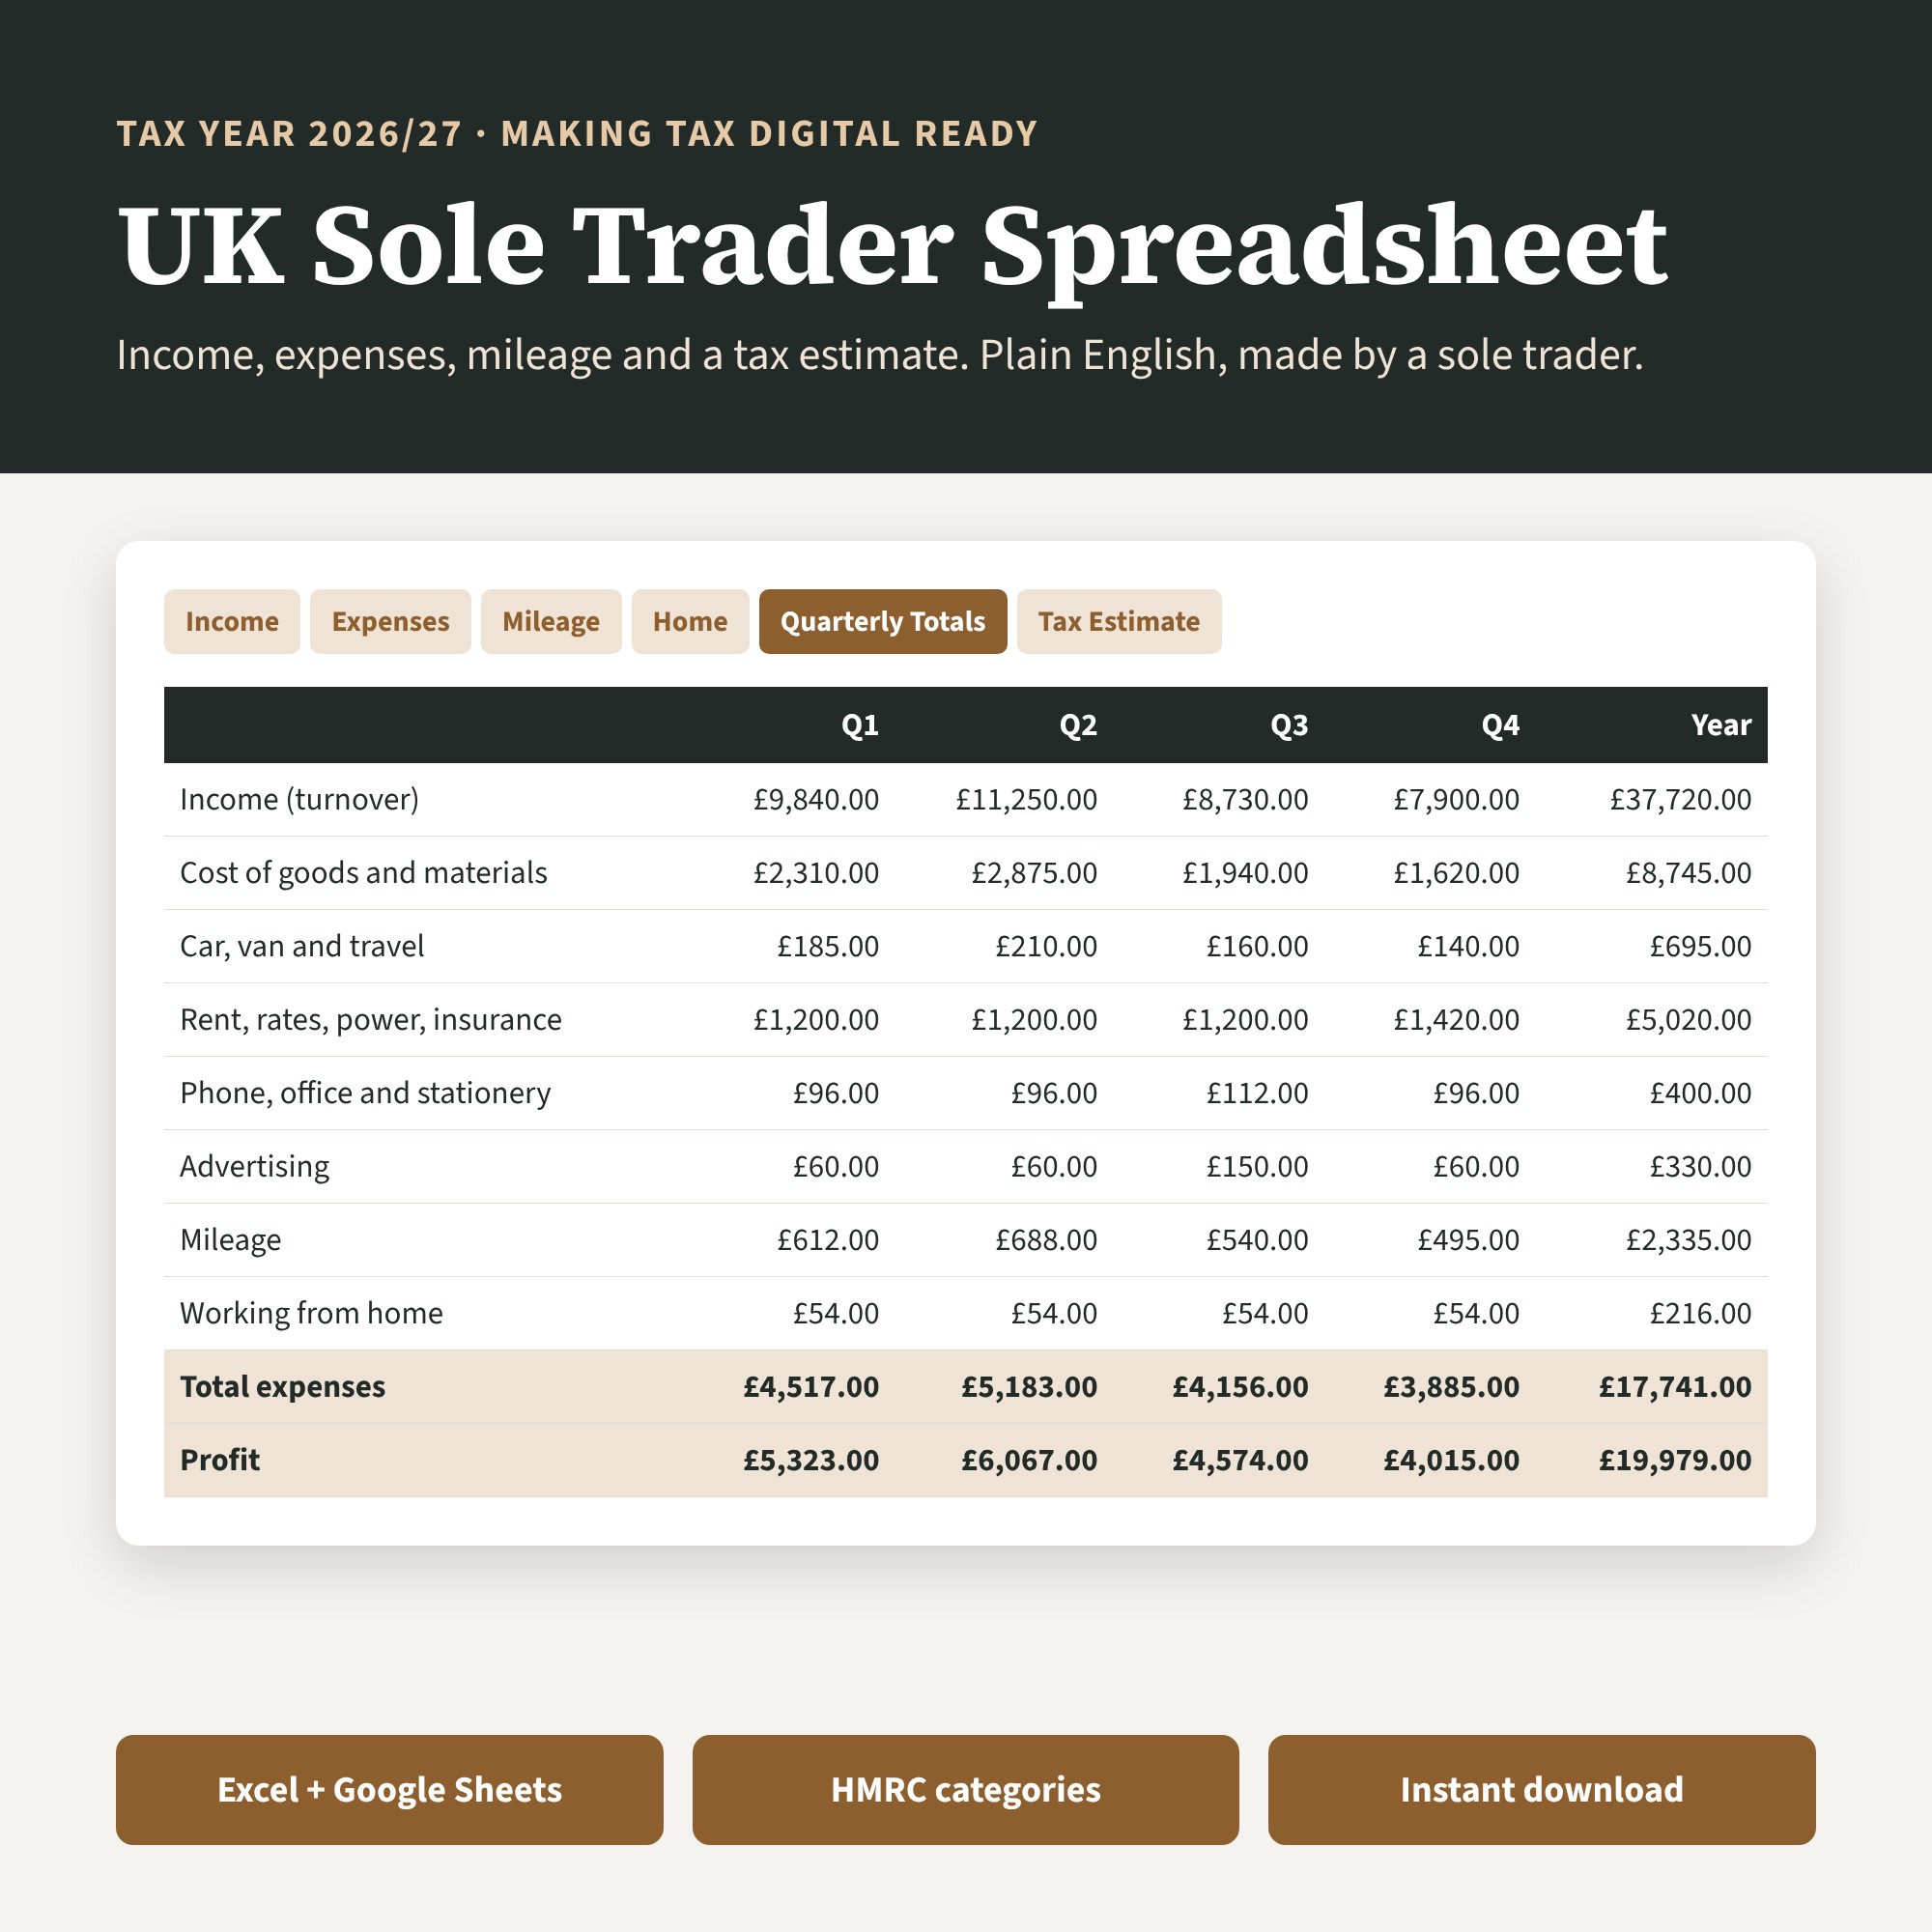 TAX YEAR 2026/27 · MAKING TAX DIGITAL READY
UK Sole Trader Spreadsheet
Income, expenses, mileage and a tax estimate. Plain English, made by a sole trader.
Income Expenses Mileage Home Quarterly Totals Tax Estimate
Q1 Q2 Q3 Q4 Year
Income (turnover) £9,840.00 £11,250.00 £8,730.00 £7,900.00 £37,720.00
Cost of goods and materials £2,310.00 £2,875.00 £1,940.00 £1,620.00 £8,745.00
Car, van and travel £185.00 £210.00 £160.00 £140.00 £695.00
Rent, rates, power, insurance £1,200.00 £1,200.00 £1,200.00 £1,420.00 £5,020.00
Phone, office and stationery £96.00 £96.00 £112.00 £96.00 £400.00
Advertising £60.00 £60.00 £150.00 £60.00 £330.00
Mileage £612.00 £688.00 £540.00 £495.00 £2,335.00
Working from home £54.00 £54.00 £54.00 £54.00 £216.00
Total expenses £4,517.00 £5,183.00 £4,156.00 £3,885.00 £17,741.00
Profit £5,323.00 £6,067.00 £4,574.00 £4,015.00 £19,979.00
Excel + Google Sheets HMRC categories Instant download